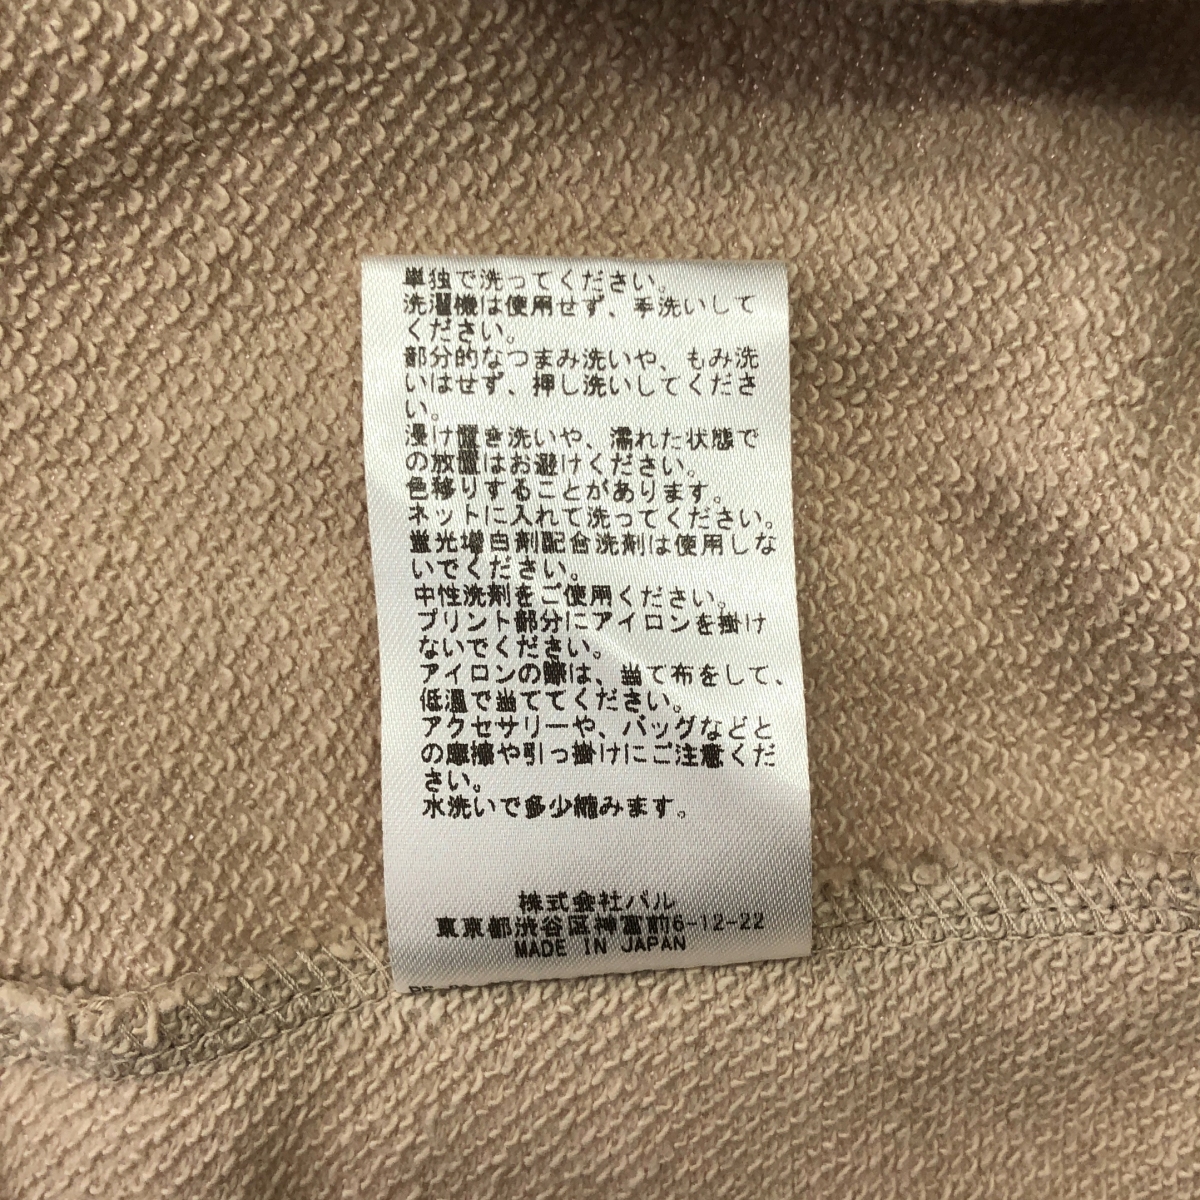 単独で洗ってください。
洗濯機は使用せず、手洗いして
ください。
部分的なつまみ洗いや、もみ洗
いはせず、押し洗いしてくださ
い。
浸け置き洗いや、濡れた状態で
の放置はお避けください。
色移りすることがあります。
ネットに入れて洗ってください。
蛍光増白剤配合洗剤は使用しな
いでください。
中性洗剤をご使用ください。
プリント部分にアイロンを掛け
ないでください。
アイロンの際は、当て布をして、
低温で当ててください。
アクセサリーや、バッグなどと
の摩擦や引っ掛けにご注意くだ
さい。
水洗いで多少縮みます。
株式会社パル
東京都渋谷区神宮前6-12-22
MADE IN JAPAN